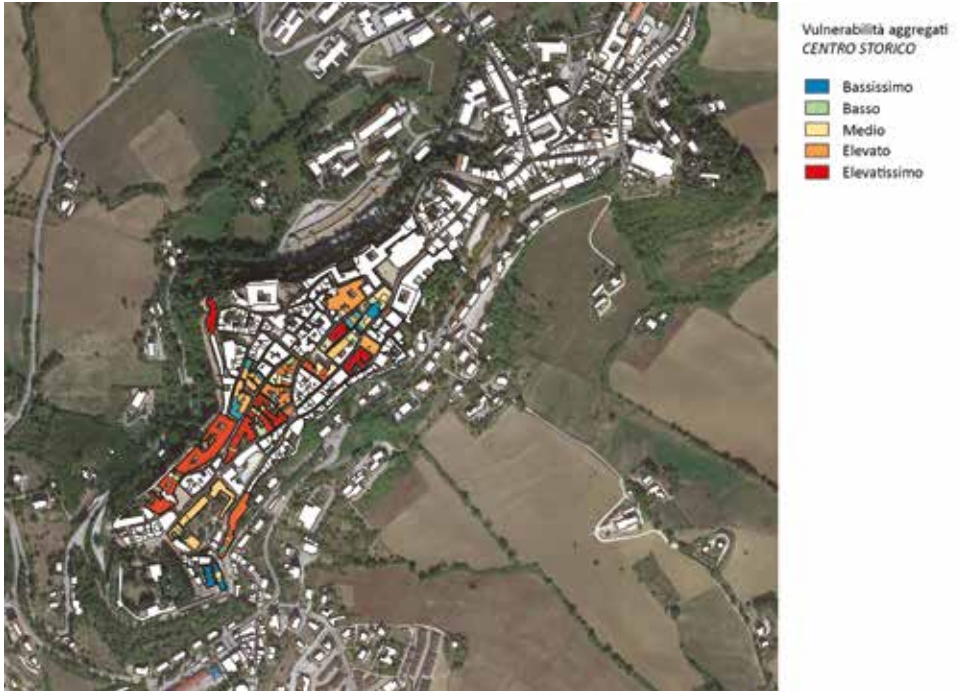 Vulnerabilità aggregati
CENTRO STORICO
Bassissimo
Basso
Medio
Elevato
Elevatissimo